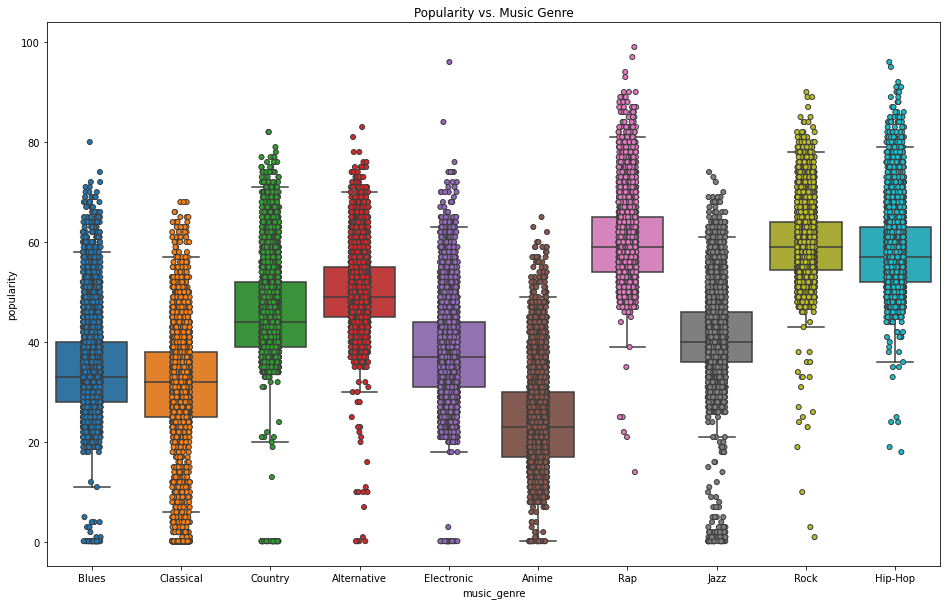 Popularity vs. Music Genre
popularity
100
80
60
40
20
0
Blues Classical Country Alternative Electronic Anime Rap Jazz Rock Hip-Hop
music_genre